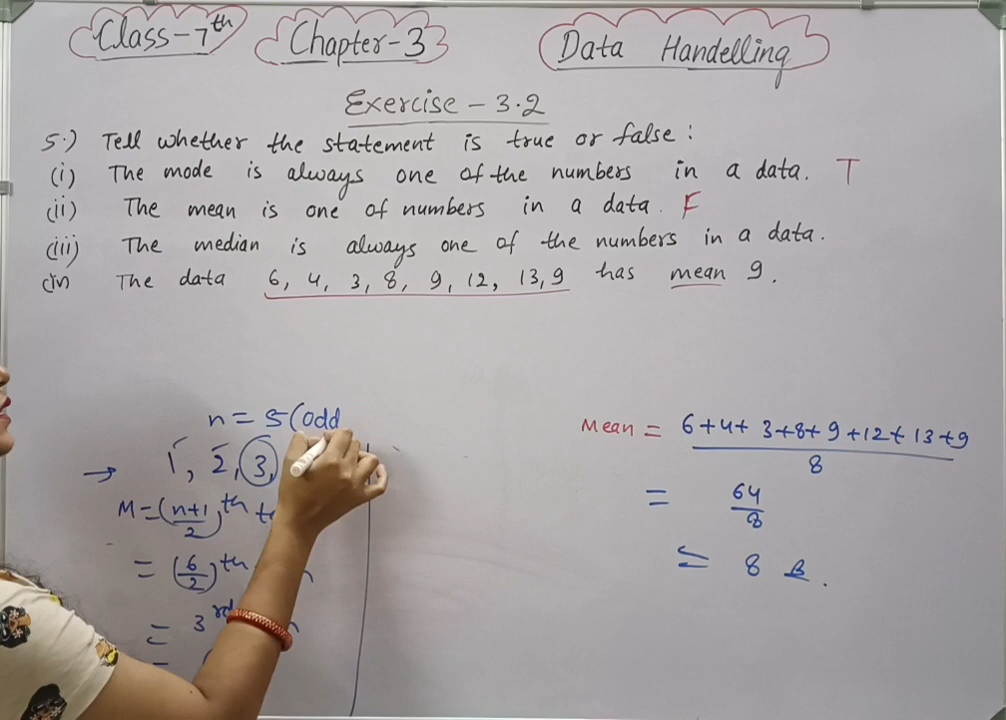 Class-7th Chapter-3 Data Handelling
Exercise - 3.2
5.) Tell whether the statement is true or false:
(i) The mode is always one of the numbers in a data. T
(ii) The mean is one of numbers in a data. F
(iii) The median is always one of the numbers in a data.
(iv) The data 6, 4, 3, 8, 9, 12, 13, 9 has mean 9.
n = 5 (odd
→ 1, 2, 3,
M = (n+1/2)th
= (6/2)th
= 3rd
=
Mean = 6+4+3+8+9+12+13+9
8
= 64/8
= 8